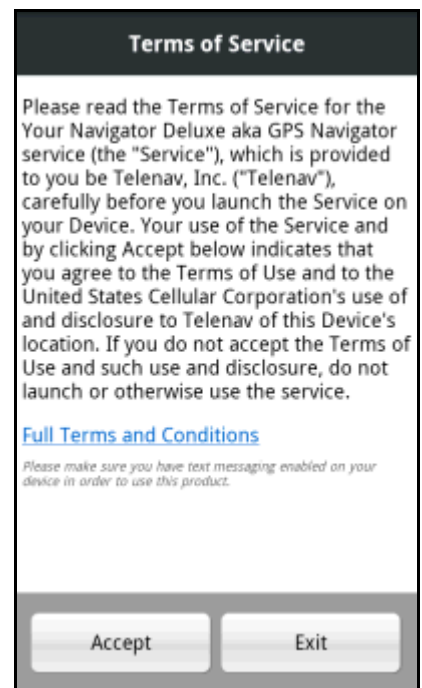 Terms of Service
Please read the Terms of Service for the
Your Navigator Deluxe aka GPS Navigator
service (the "Service"), which is provided
to you be Telenav, Inc. ("Telenav"),
carefully before you launch the Service on
your Device. Your use of the Service and
by clicking Accept below indicates that
you agree to the Terms of Use and to the
United States Cellular Corporation's use of
and disclosure to Telenav of this Device's
location. If you do not accept the Terms of
Use and such use and disclosure, do not
launch or otherwise use the service.
Full Terms and Conditions
Please make sure you have text messaging enabled on your
device in order to use this product.
Accept
Exit